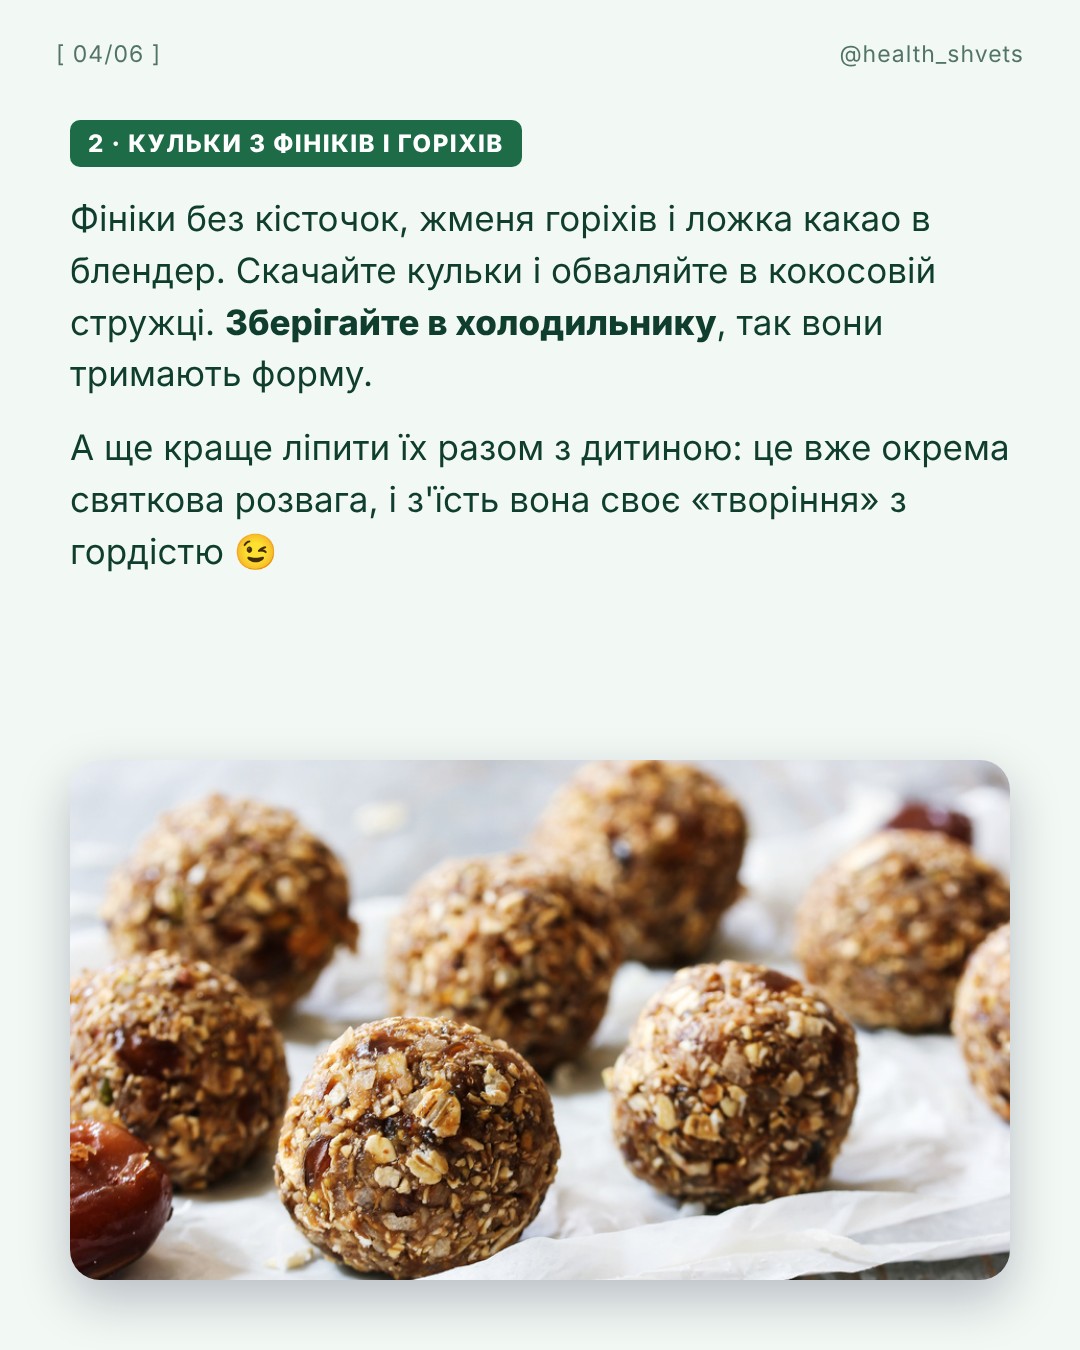 [ 04/06 ]
@health_shvets
2 · КУЛЬКИ З ФІНІКІВ І ГОРІХІВ
Фініки без кісточок, жменя горіхів і ложка какао в
блендер. Скачайте кульки і обваляйте в кокосовій
стружці. Зберігайте в холодильнику, так вони
тримають форму.
А ще краще ліпити їх разом з дитиною: це вже окрема
святкова розвага, і з'їсть вона своє «творіння» з
гордістю 😉